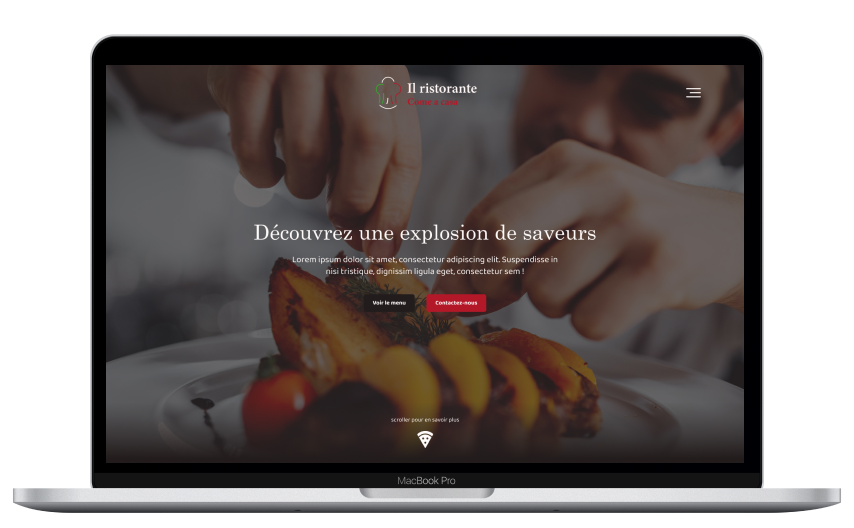 Il ristorante
Come a casa
Découvrez une explosion de saveurs
Lorem ipsum dolor sit amet, consectetur adipiscing elit. Suspendisse in
nisi tristique, dignissim ligula eget, consectetur sem !
Voir le menu
Contactez-nous
scroller pour en savoir plus
MacBook Pro